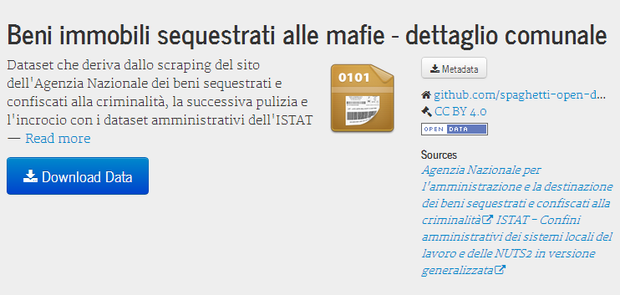 Beni immobili sequestrati alle mafie - dettaglio comunale
Dataset che deriva dallo scraping del sito
dell'Agenzia Nazionale dei beni sequestrati e
confiscati alla criminalità, la successiva pulizia e
l'incrocio con i dataset amministrativi dell'ISTAT
— Read more
Download Data
0101
Metadata
github.com/spaghetti-open-d...
CC BY 4.0
OPEN DATA
Sources
Agenzia Nazionale per
l'amministrazione e la destinazione
dei beni sequestrati e confiscati alla
criminalità ISTAT - Confini
amministrativi dei sistemi locali del
lavoro e delle NUTS2 in versione
generalizzata